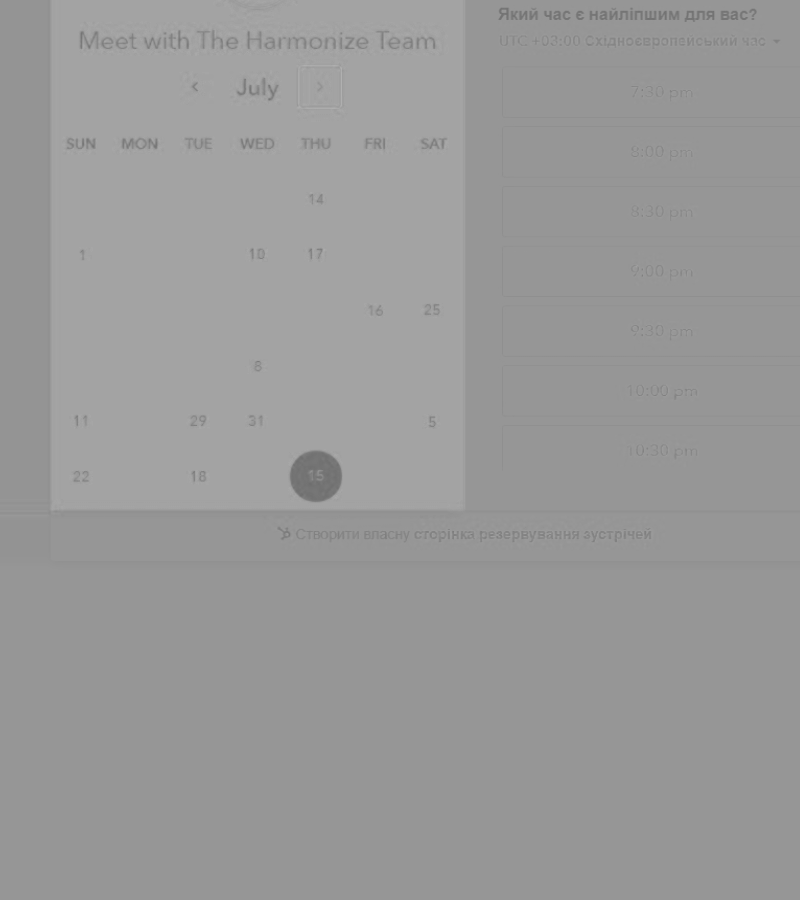 Meet with The Harmonize Team
July
SUN MON TUE WED THU FRI SAT
14
1 10 17
16 25
8
11 29 31 5
22 18 15
Який час є найліпшим для вас?
UTC +03:00 Східноєвропейський час
7:30 pm
8:00 pm
8:30 pm
9:00 pm
9:30 pm
10:00 pm
10:30 pm
Створити власну сторінка резервування зустрічей